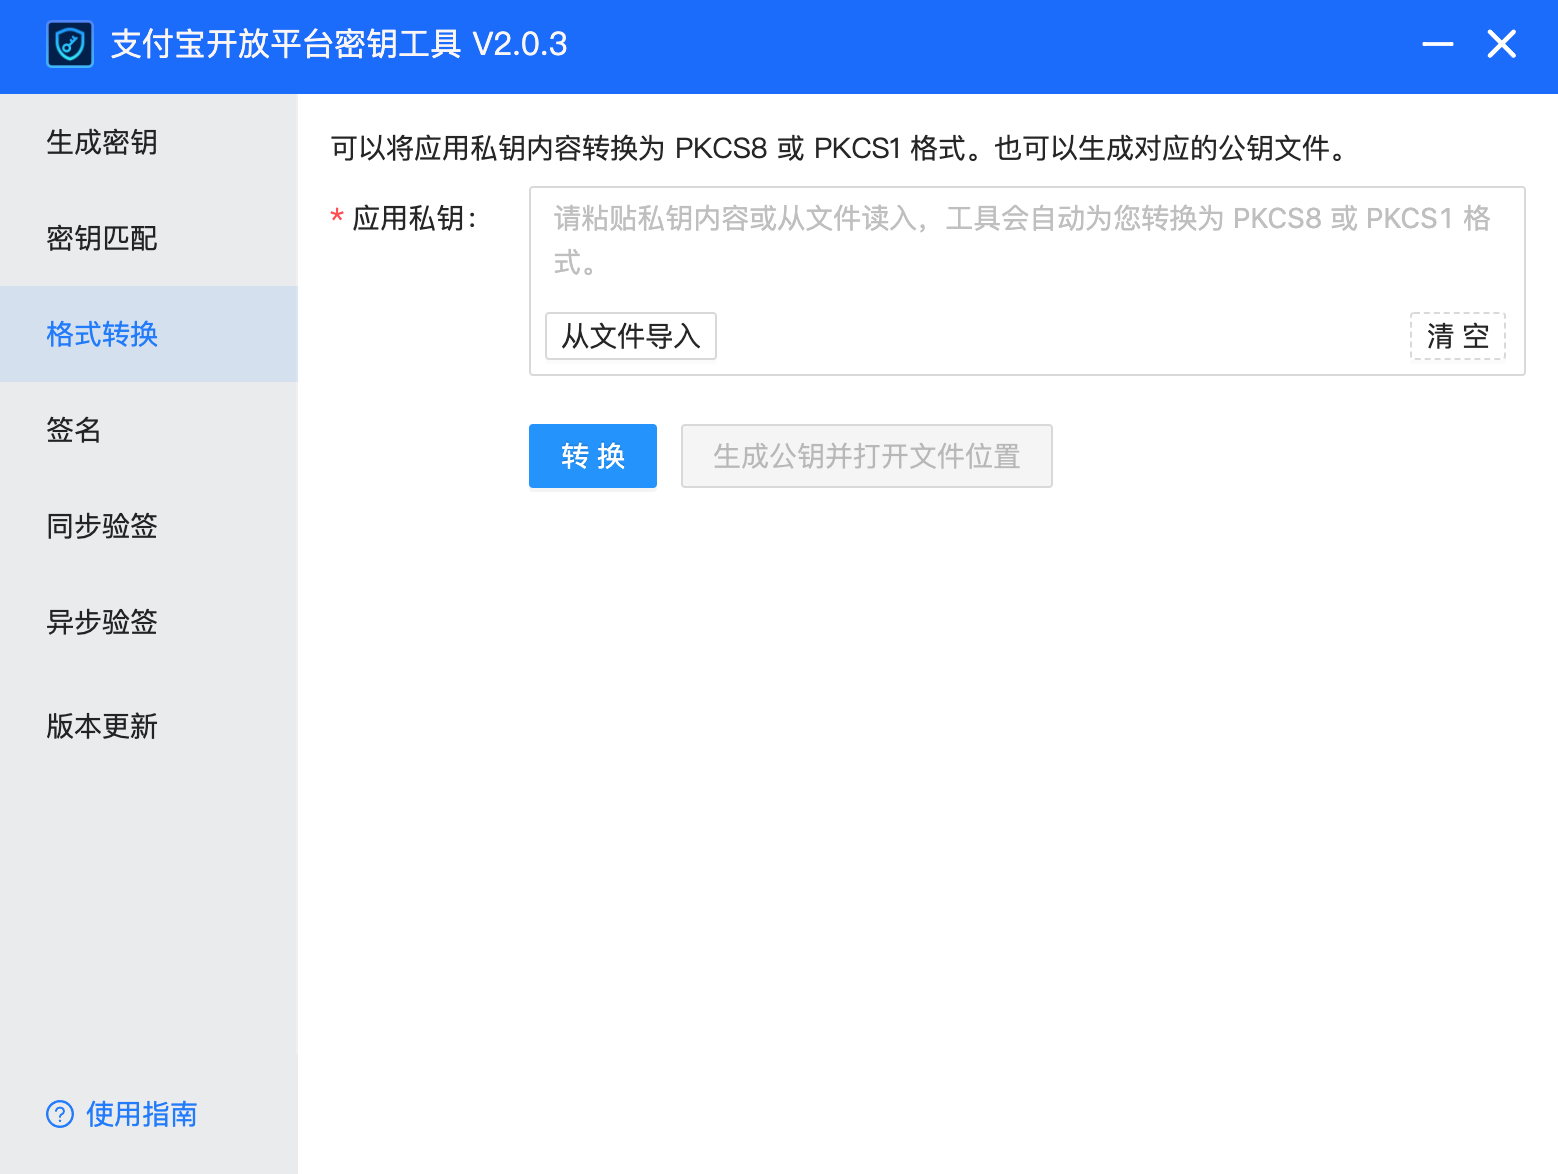 支付宝开放平台密钥工具 V2.0.3
生成密钥
密钥匹配
格式转换
签名
同步验签
异步验签
版本更新
使用指南
可以将应用私钥内容转换为 PKCS8 或 PKCS1 格式。也可以生成对应的公钥文件。
* 应用私钥：
请粘贴私钥内容或从文件读入，工具会自动为您转换为 PKCS8 或 PKCS1 格
式。
从文件导入
清 空
转 换
生成公钥并打开文件位置